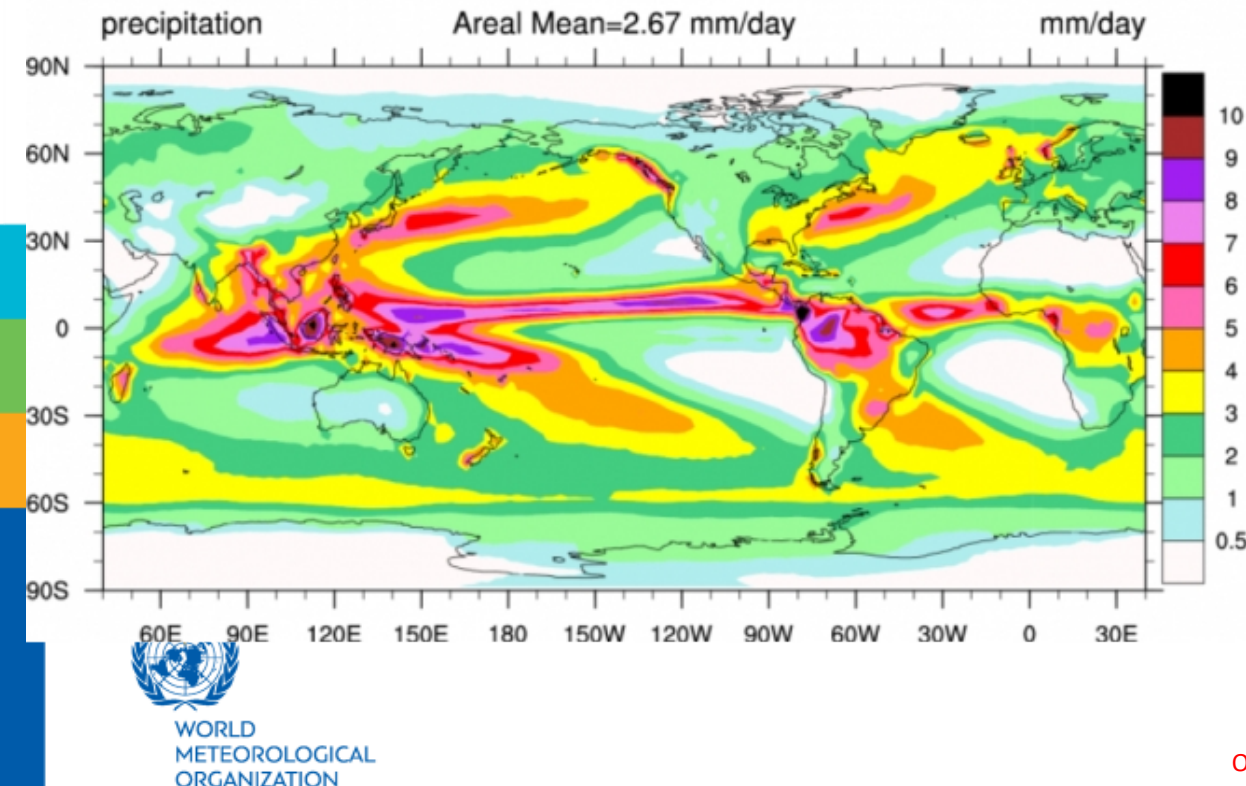 precipitation Areal Mean=2.67 mm/day mm/day
90N
60N
30N
0
30S
60S
90S
10
9
8
7
6
5
4
3
2
1
0.5
60E 90E 120E 150E 180 150W 120W 90W 60W 30W 0 30E
WORLD
METEOROLOGICAL
ORGANIZATION